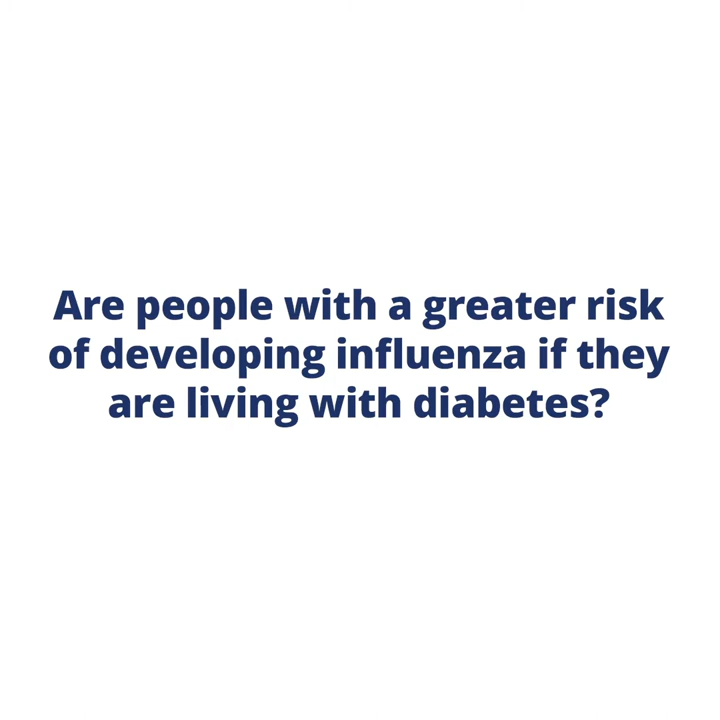 Are people with a greater risk
of developing influenza if they
are living with diabetes?